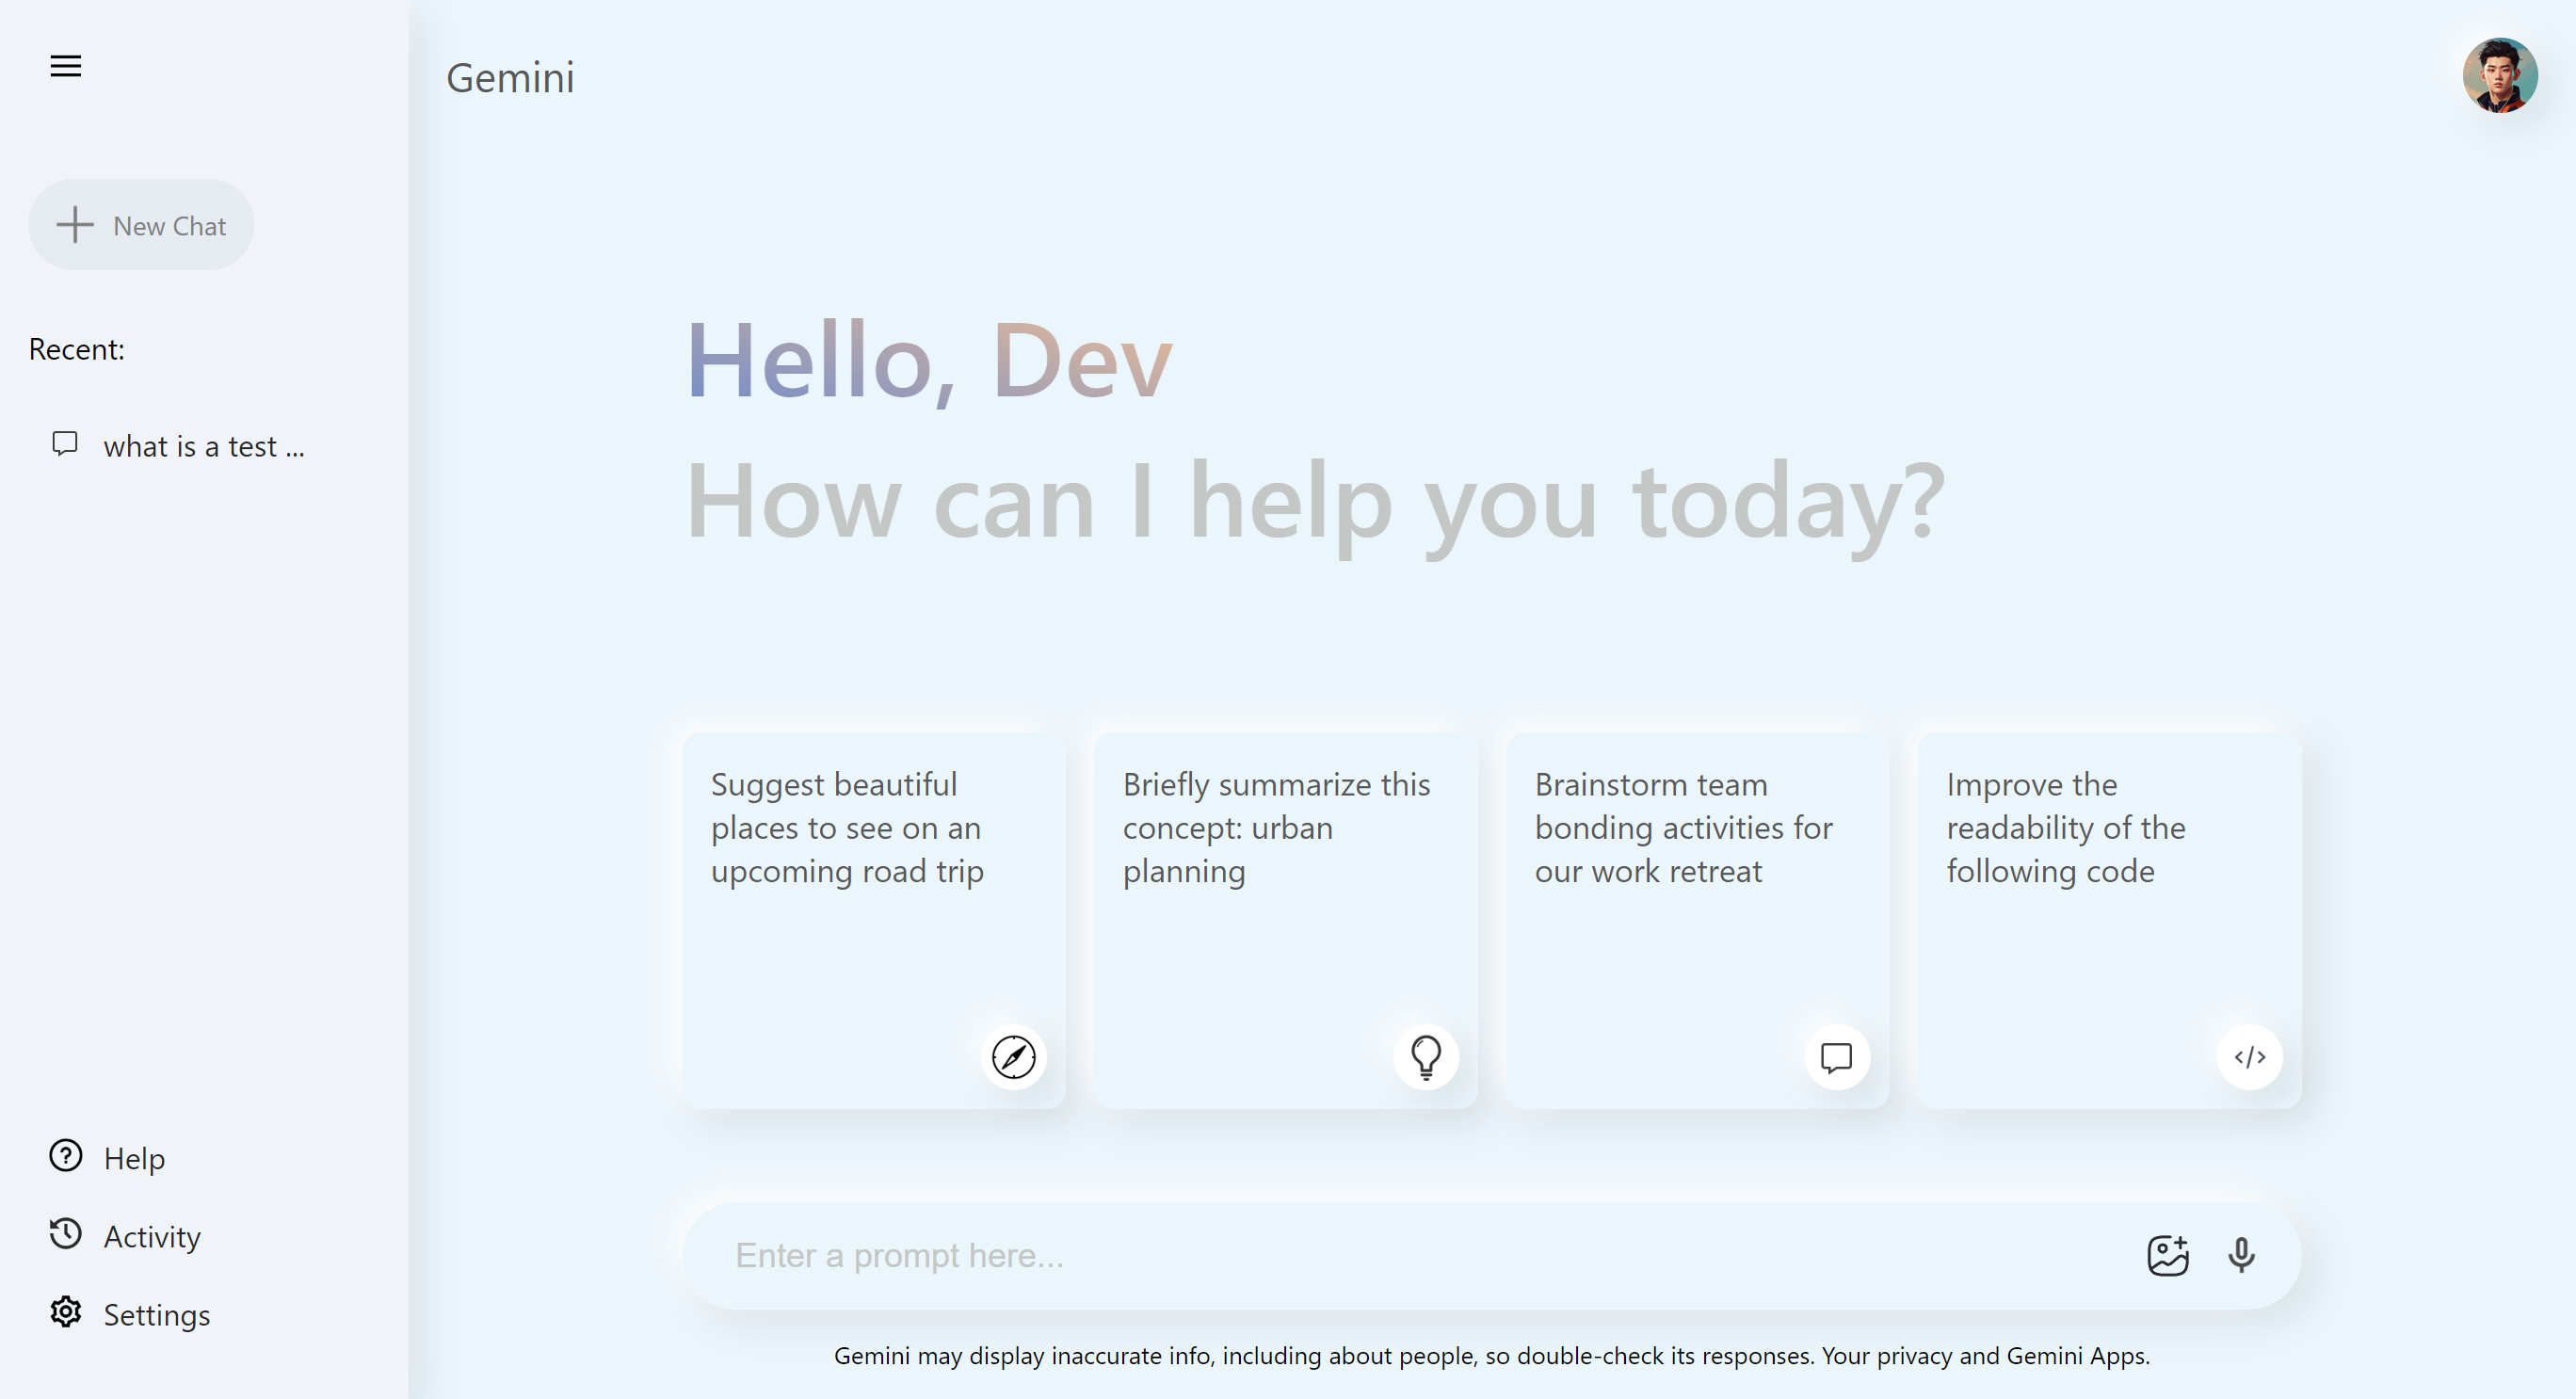 Gemini
New Chat
Recent:
what is a test ...
Hello, Dev
How can I help you today?
Suggest beautiful
places to see on an
upcoming road trip
Briefly summarize this
concept: urban
planning
Brainstorm team
bonding activities for
our work retreat
Improve the
readability of the
following code
Help
Activity
Settings
Enter a prompt here...
Gemini may display inaccurate info, including about people, so double-check its responses. Your privacy and Gemini Apps.